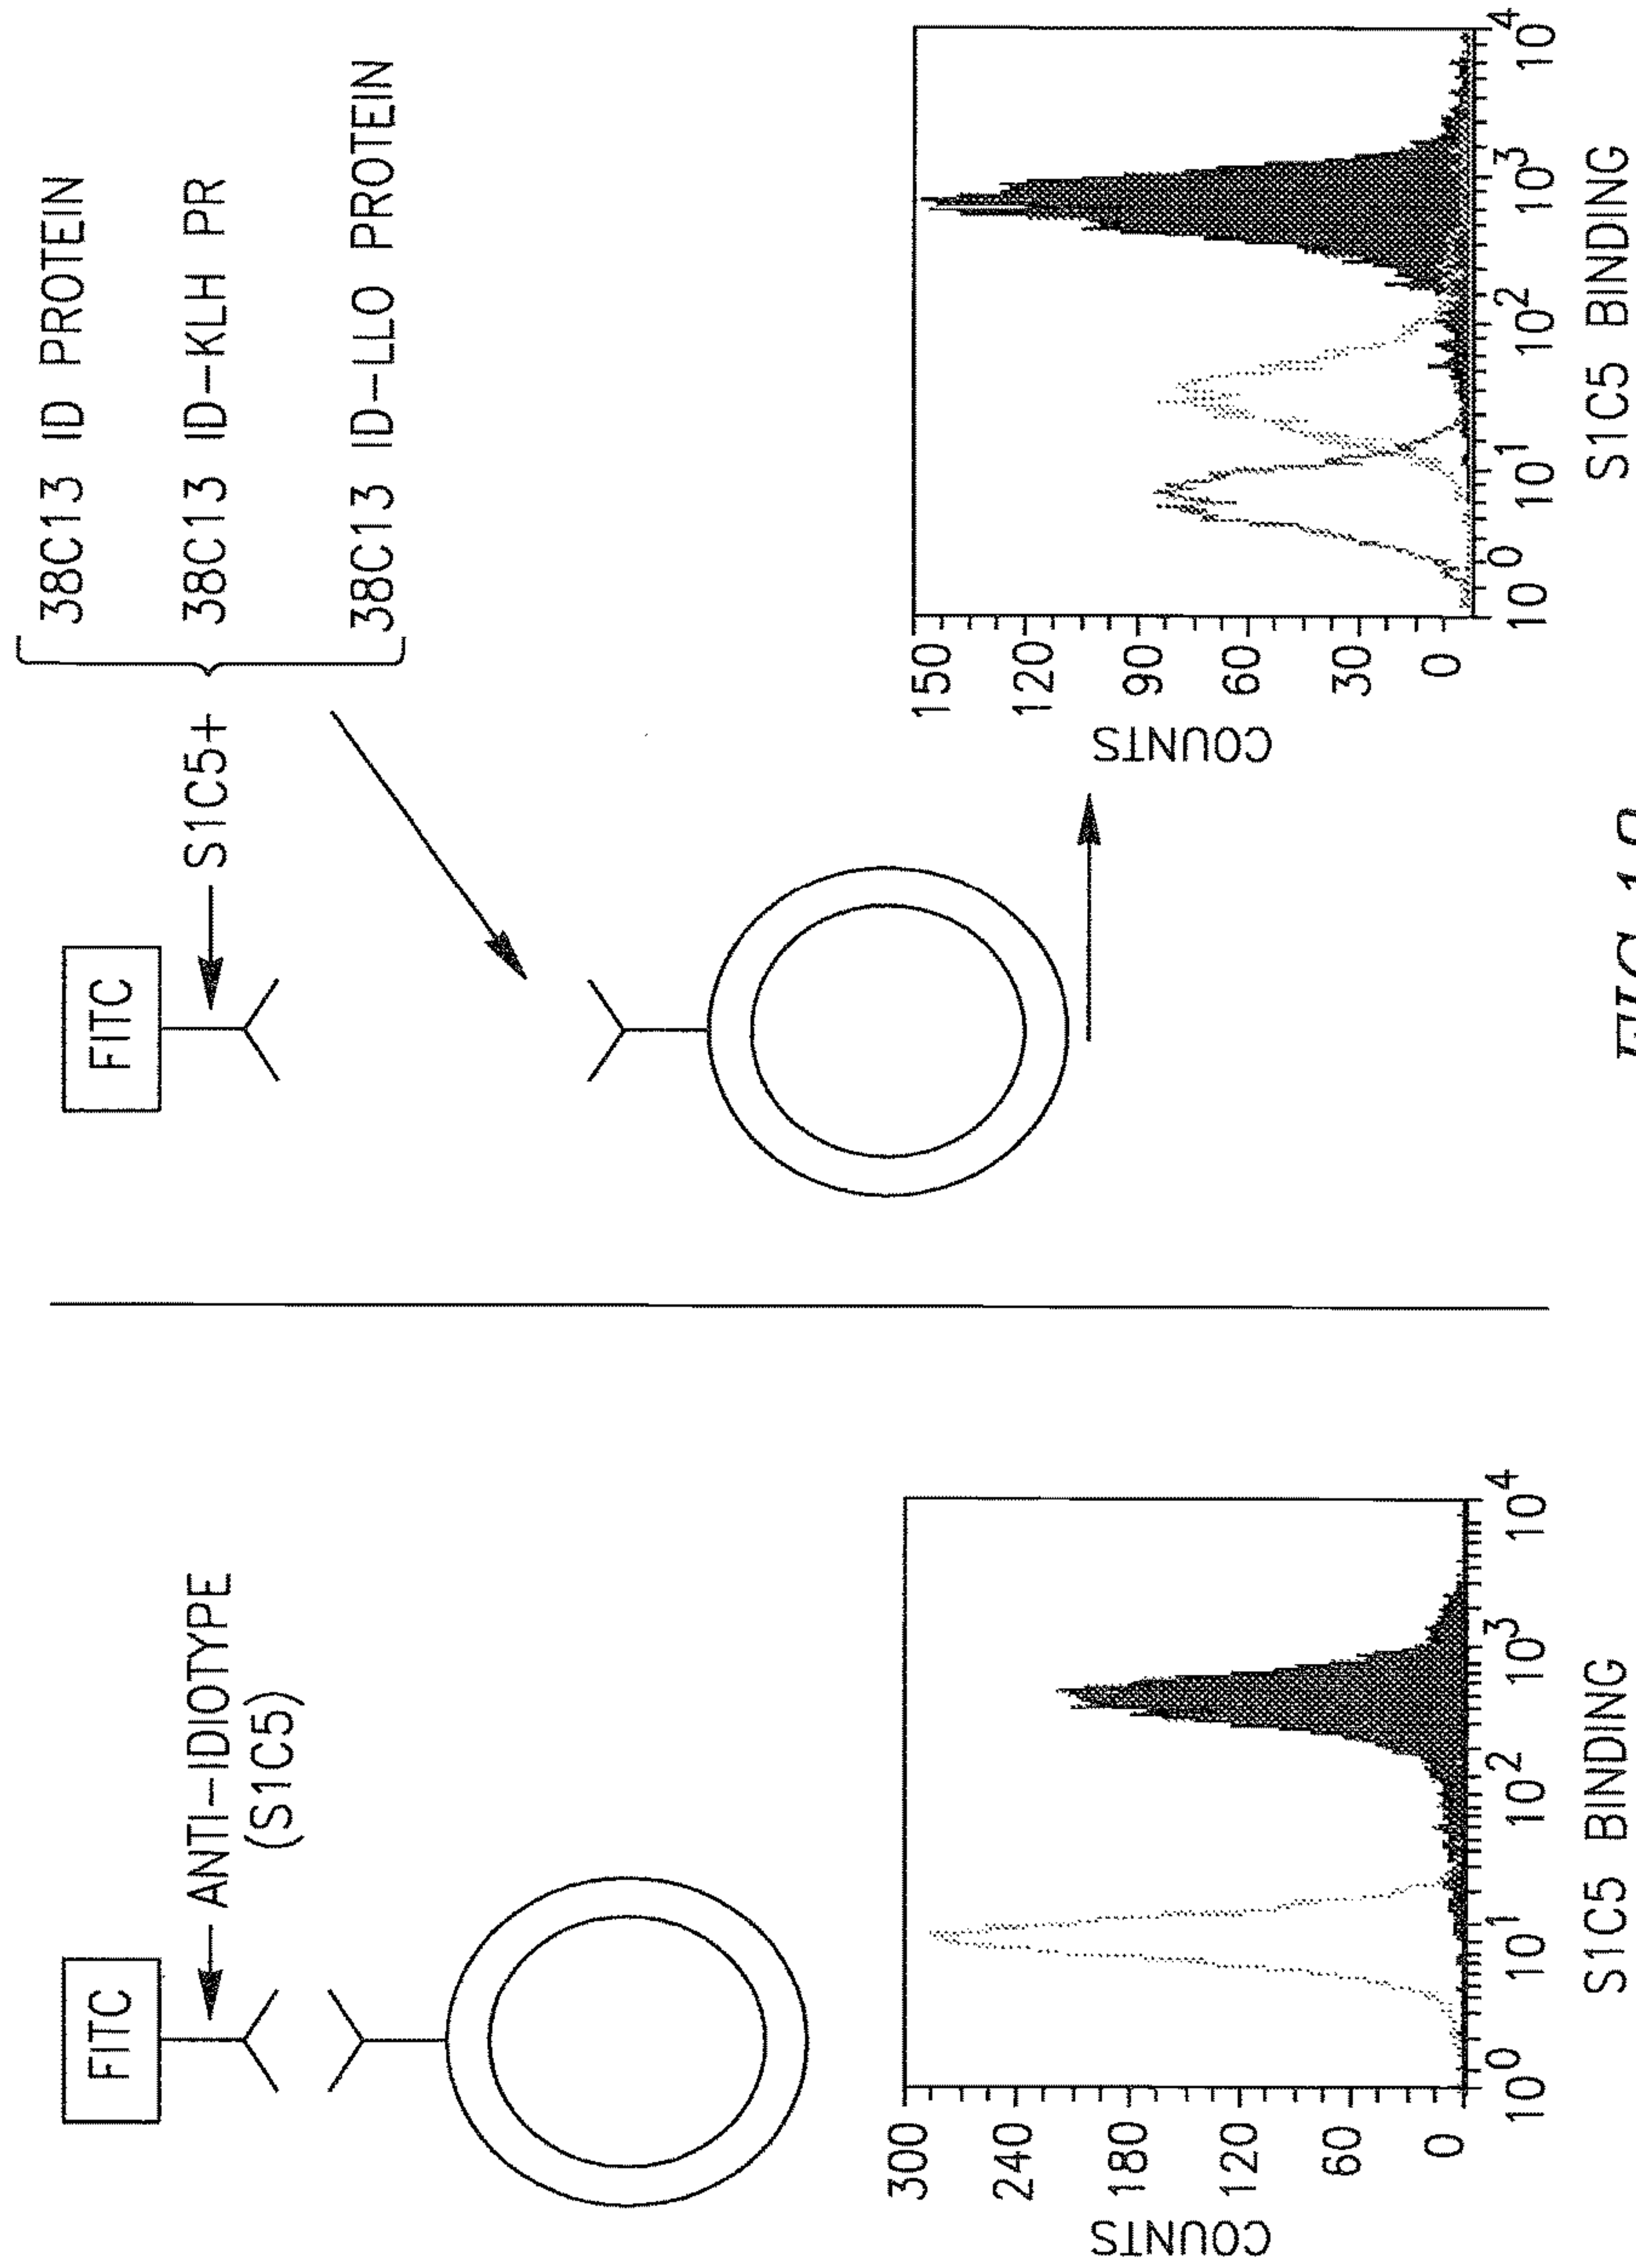 FITC
ANTI-IDIOTYPE
(S1C5)
COUNTS
300
240
180
120
60
0
10^0
10^1
10^2
10^3
10^4
S1C5 BINDING
FITC
S1C5+
38C13 ID PROTEIN
38C13 ID-KLH PR
38C13 ID-LLO PROTEIN
COUNTS
150
120
90
60
30
0
10^0
10^1
10^2
10^3
10^4
S1C5 BINDING